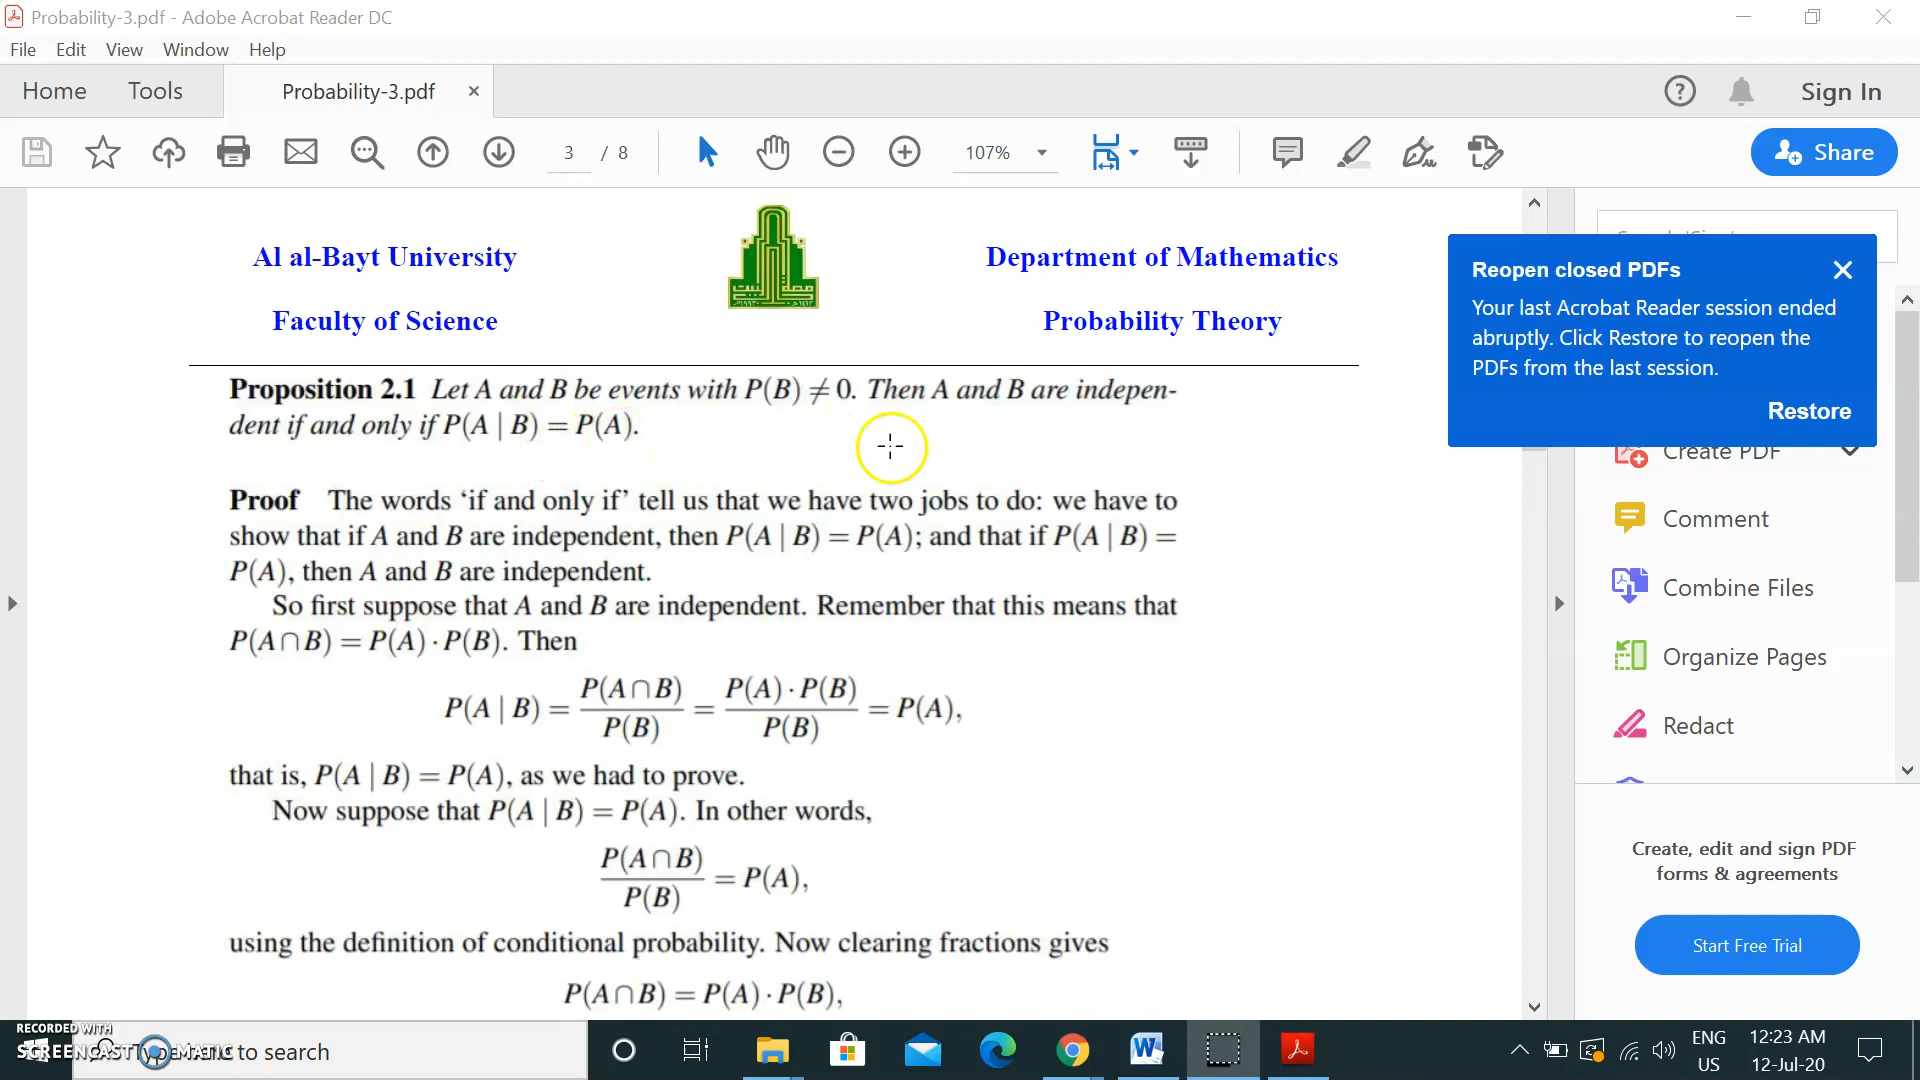 Probability-3.pdf - Adobe Acrobat Reader DC
File Edit View Window Help
Home Tools Probability-3.pdf × ? Sign In
3 / 8 107% Share
Al al-Bayt University Department of Mathematics
Faculty of Science Probability Theory
Proposition 2.1 Let A and B be events with P(B) ≠ 0. Then A and B are indepen-
dent if and only if P(A | B) = P(A).
Proof The words ‘if and only if’ tell us that we have two jobs to do: we have to
show that if A and B are independent, then P(A | B) = P(A); and that if P(A | B) =
P(A), then A and B are independent.
So first suppose that A and B are independent. Remember that this means that
P(A ∩ B) = P(A) · P(B). Then
P(A | B) = P(A ∩ B) / P(B) = P(A) · P(B) / P(B) = P(A),
that is, P(A | B) = P(A), as we had to prove.
Now suppose that P(A | B) = P(A). In other words,
P(A ∩ B) / P(B) = P(A),
using the definition of conditional probability. Now clearing fractions gives
P(A ∩ B) = P(A) · P(B),
Reopen closed PDFs
Your last Acrobat Reader session ended
abruptly. Click Restore to reopen the
PDFs from the last session.
Restore
Create PDF
Comment
Combine Files
Organize Pages
Redact
Create, edit and sign PDF
forms & agreements
Start Free Trial
RECORDED WITH
SCREENCAST MATIC
to search
ENG
US
12:23 AM
12-Jul-20